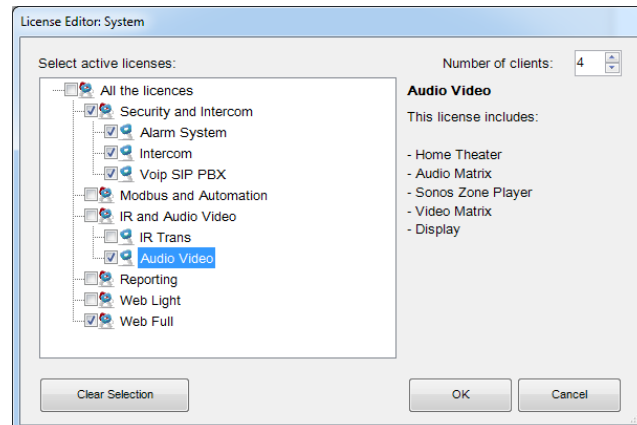 License Editor: System
Select active licenses:
Number of clients: 4
All the licences
Security and Intercom
Alarm System
Intercom
Voip SIP PBX
Modbus and Automation
IR and Audio Video
IR Trans
Audio Video
Reporting
Web Light
Web Full
Audio Video
This license includes:
- Home Theater
- Audio Matrix
- Sonos Zone Player
- Video Matrix
- Display
Clear Selection
OK
Cancel